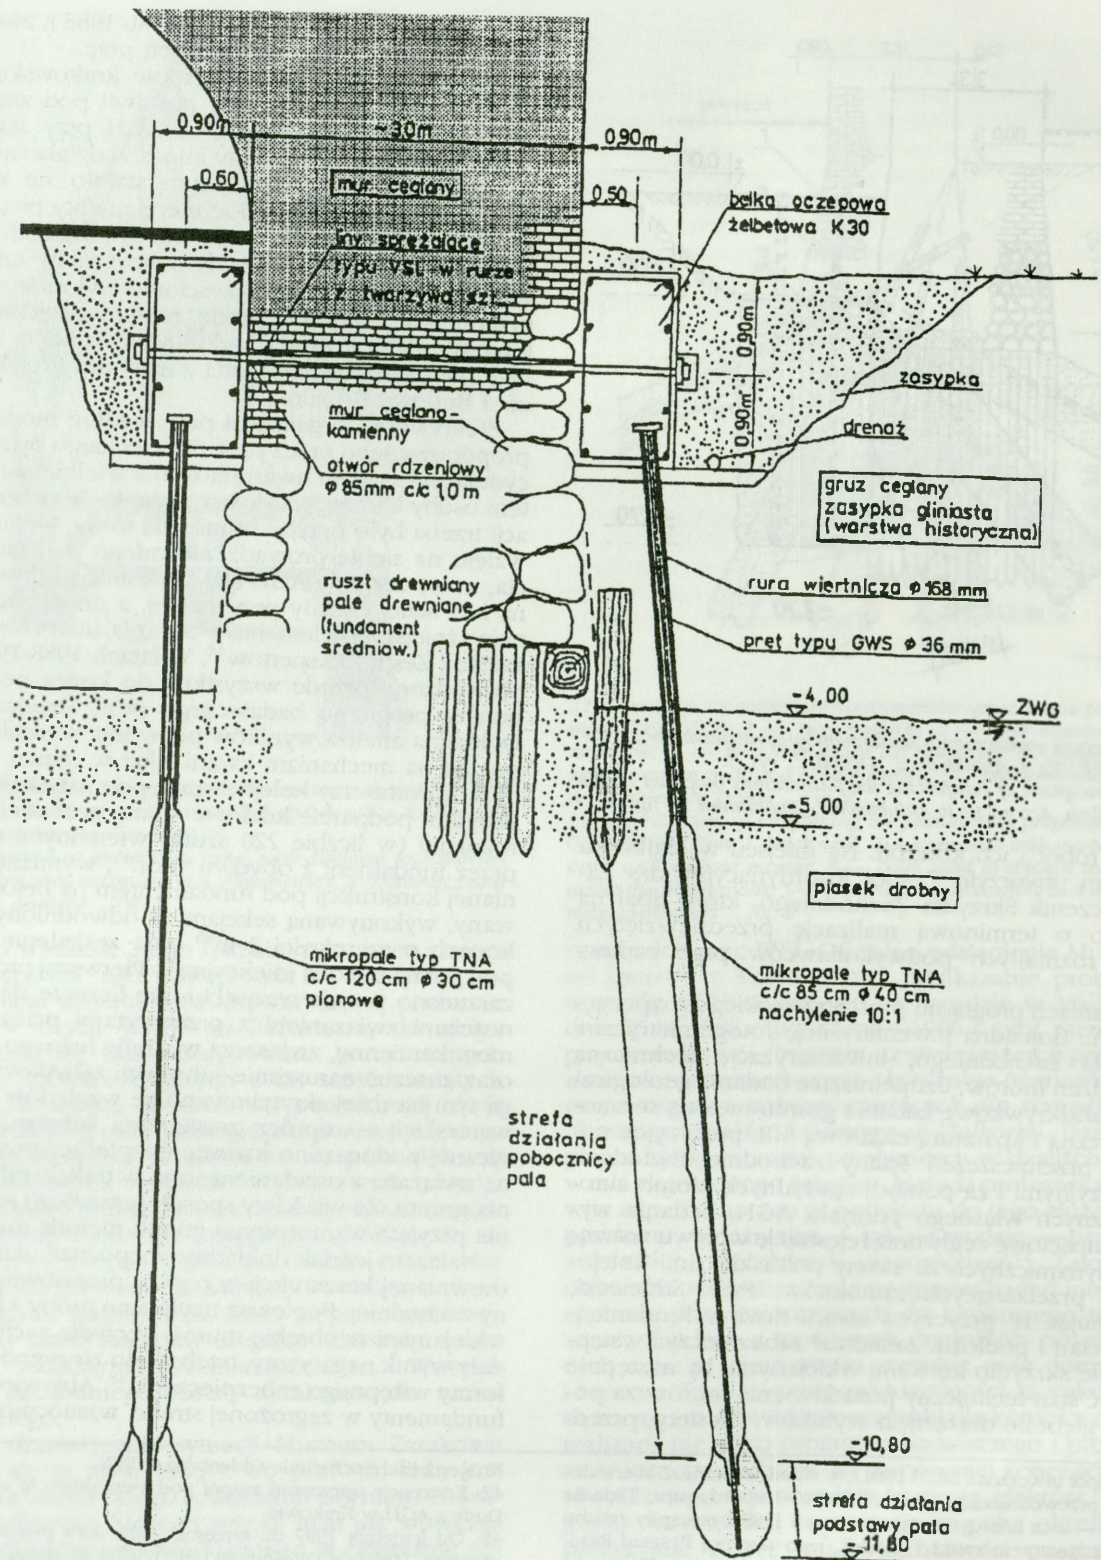 0,90m
~3,0m
0,90m
0,60
0,50
mur ceglany
belka oczepowa
żelbetowa K30
liny sprężające
typu VSL w rurze
z tworzywa szt.
0,90m
0,90m
zasypka
drenaż
mur ceglano-
kamienny
otwór rdzeniowy
φ 85mm c/c 1,0 m
gruz ceglany
zasypka gliniasta
(warstwa historyczna)
ruszt drewniany
pale drewniane
(fundament
średniow.)
rura wiertnicza φ 168 mm
pręt typu GWS φ 36 mm
-4,00
ZWG
-5,00
piasek drobny
mikropale typ TNA
c/c 120 cm φ 30 cm
pionowe
mikropale typ TNA
c/c 85 cm φ 40 cm
nachylenie 10:1
strefa
działania
pobocznicy
pala
-10,80
strefa działania
podstawy pala
-11,80